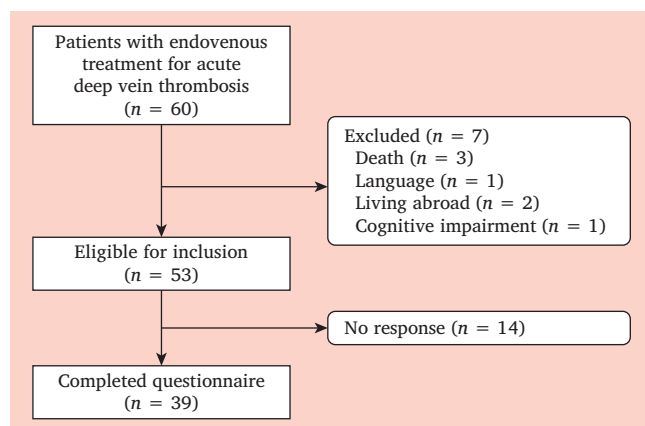 Patients with endovenous
treatment for acute
deep vein thrombosis
(n = 60)
Excluded (n = 7)
Death (n = 3)
Language (n = 1)
Living abroad (n = 2)
Cognitive impairment (n = 1)
Eligible for inclusion
(n = 53)
No response (n = 14)
Completed questionnaire
(n = 39)